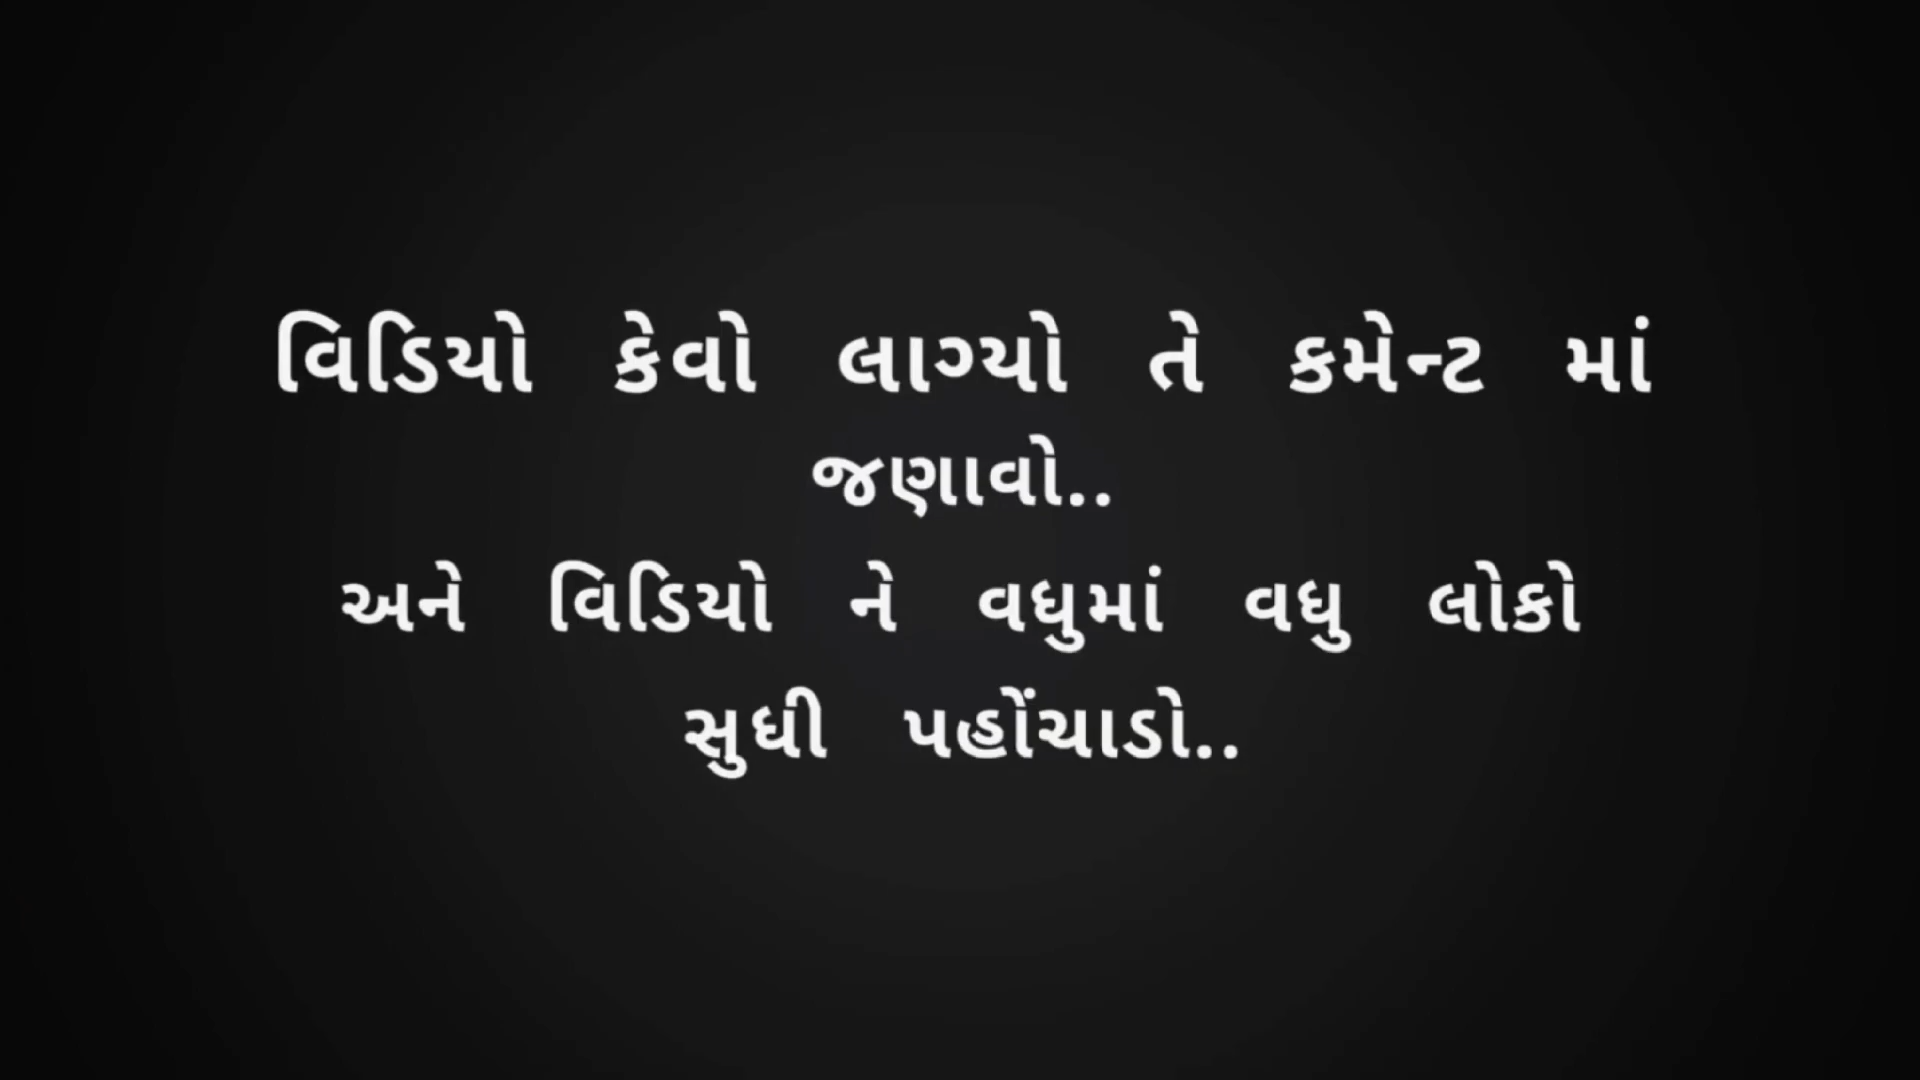 વિડિયો કેવો લાગ્યો તે કમેન્ટ માં
જણાવો..
અને વિડિયો ને વધુમાં વધુ લોકો
સુધી પહોંચાડો..